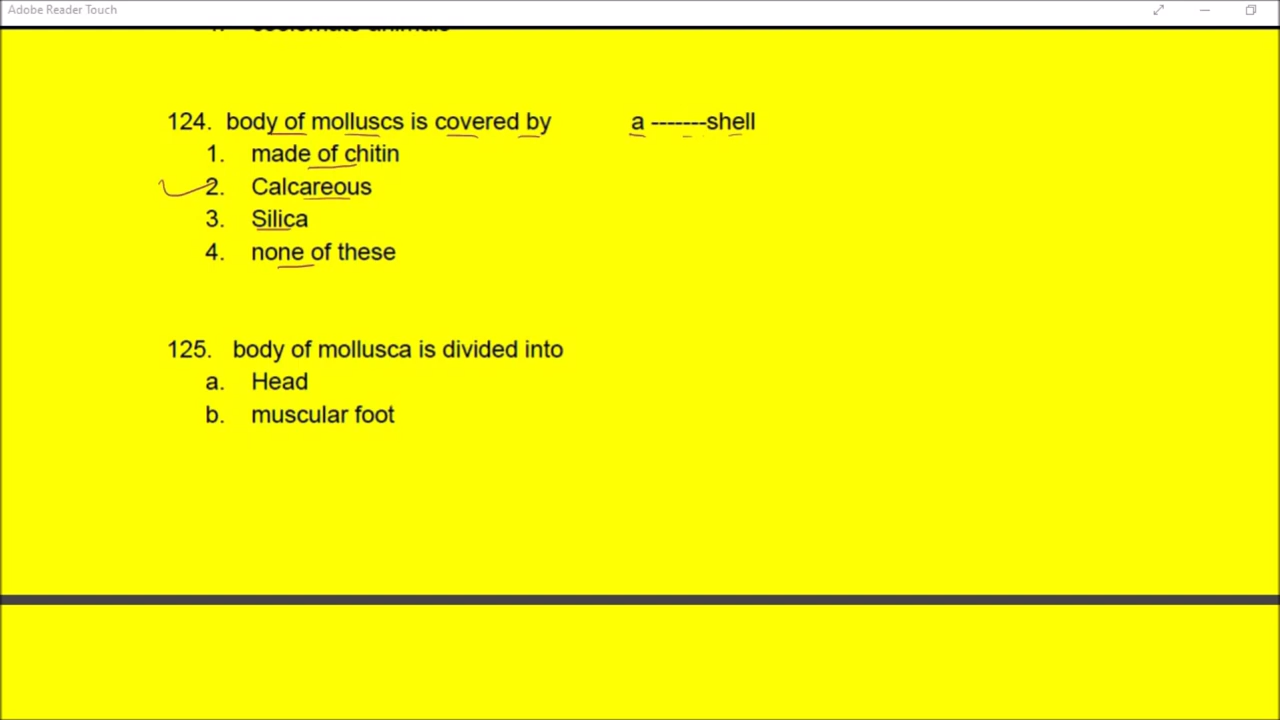 Adobe Reader Touch
124. body of molluscs is covered by a -------shell
1. made of chitin
2. Calcareous
3. Silica
4. none of these
125. body of mollusca is divided into
a. Head
b. muscular foot